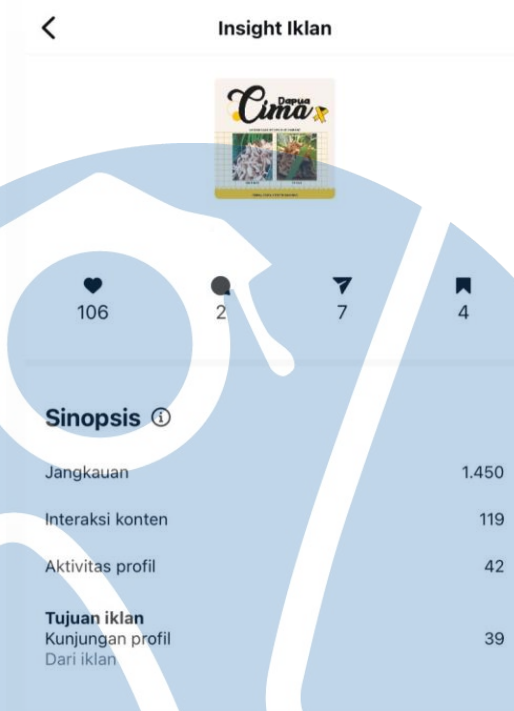 Insight Iklan
Dapua
Cima
106
2
7
4
Sinopsis
Jangkauan 1.450
Interaksi konten 119
Aktivitas profil 42
Tujuan iklan
Kunjungan profil 39
Dari iklan